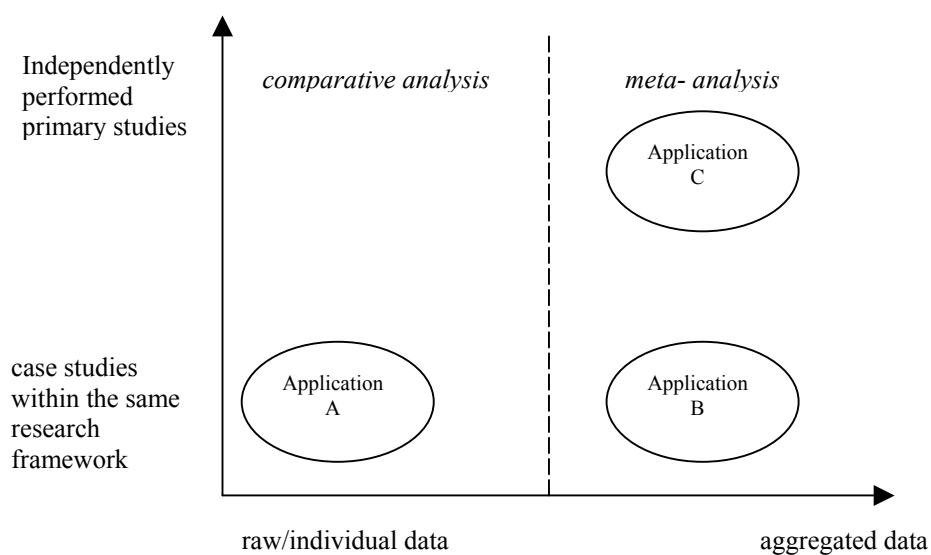 Independently
performed
primary studies
comparative analysis
meta- analysis
Application
C
case studies
within the same
research
framework
Application
A
Application
B
raw/individual data
aggregated data